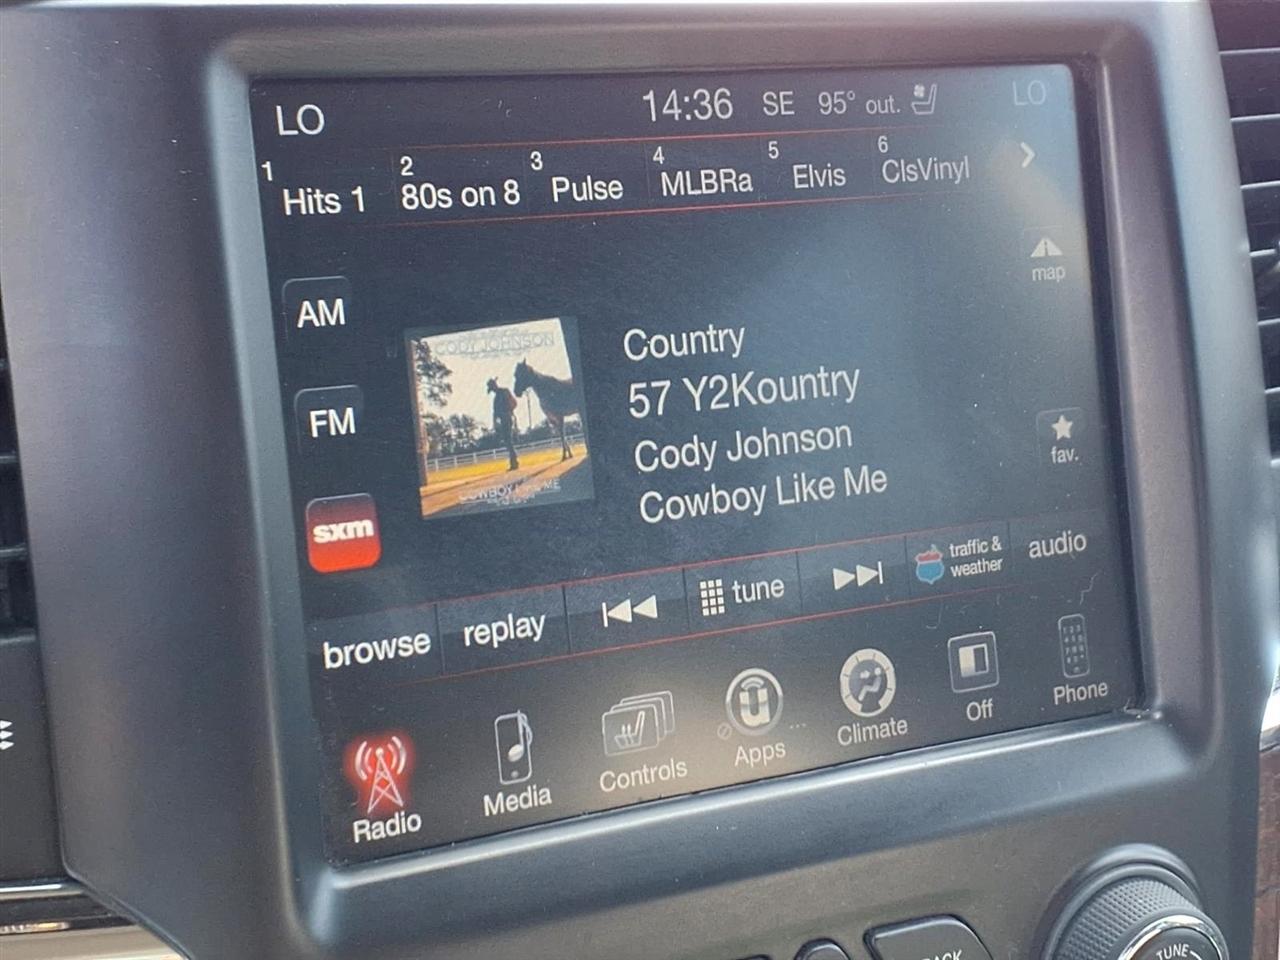 LO 14:36 SE 95° out. LO
1 Hits 1 2 80s on 8 3 Pulse 4 MLBRa 5 Elvis 6 ClsVinyl
map
AM
CODY JOHNSON
Country
57 Y2Kountry
FM
Cody Johnson
fav.
Cowboy Like Me
COWBOY LIKE ME
sxm
browse replay tune traffic & weather audio
Radio Media Controls Apps Climate Off Phone
TUNE